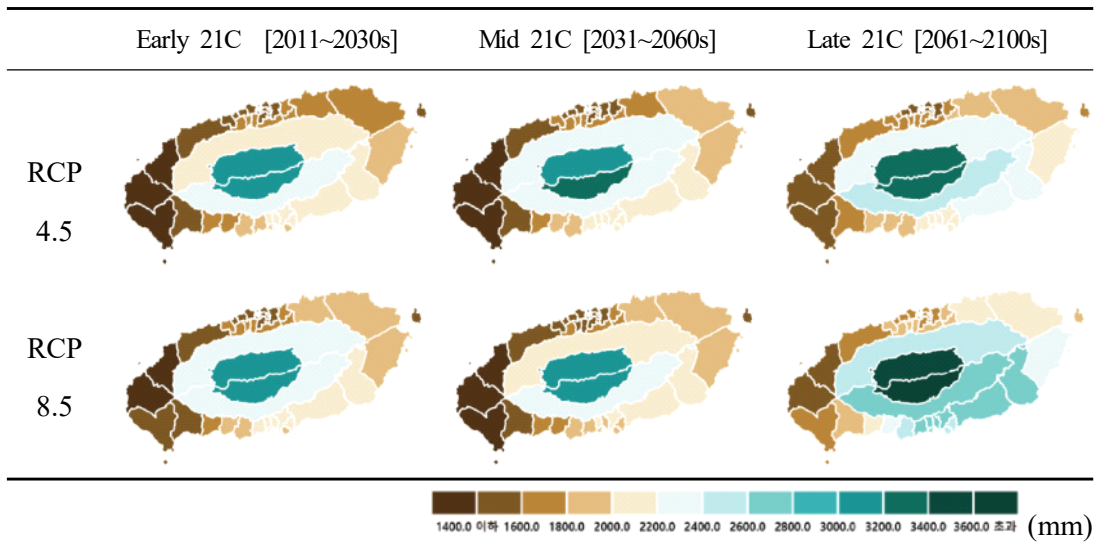 Early 21C [2011~2030s] Mid 21C [2031~2060s] Late 21C [2061~2100s]
RCP
4.5
RCP
8.5
1400.0 이하 1600.0 1800.0 2000.0 2200.0 2400.0 2600.0 2800.0 3000.0 3200.0 3400.0 3600.0 초과 (mm)